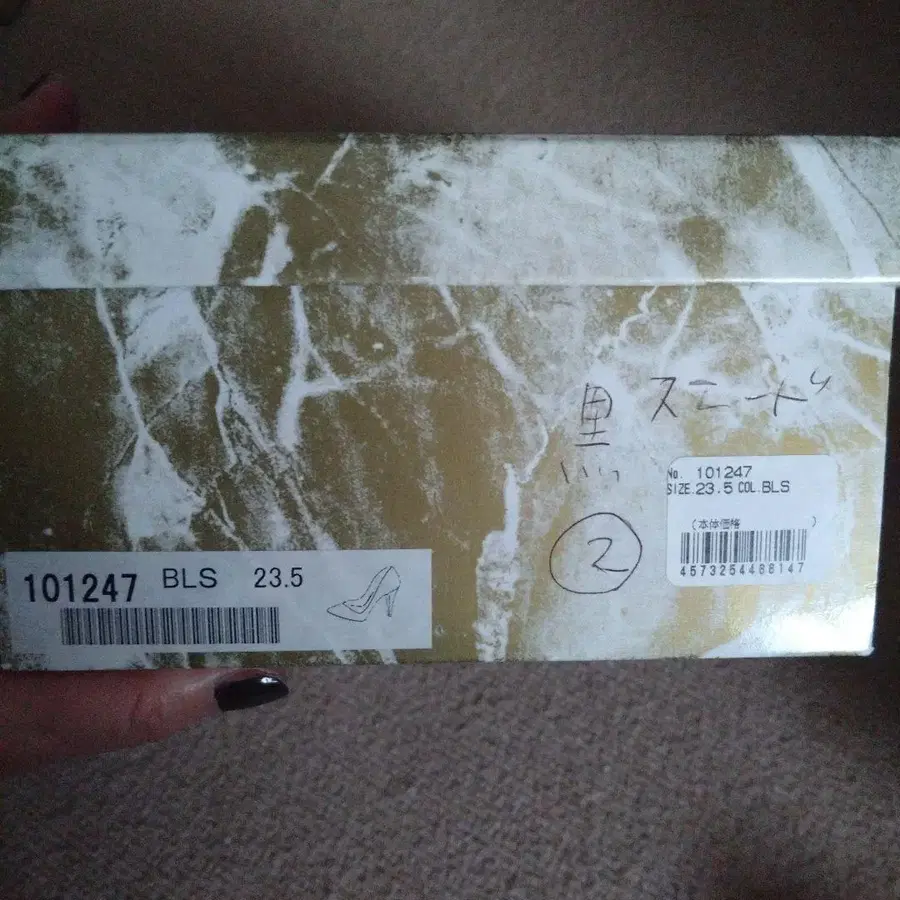 黒 スニード
②
No. 101247
SIZE.23.5 COL.BLS
(本体価格 )
4573254488147
101247 BLS 23.5